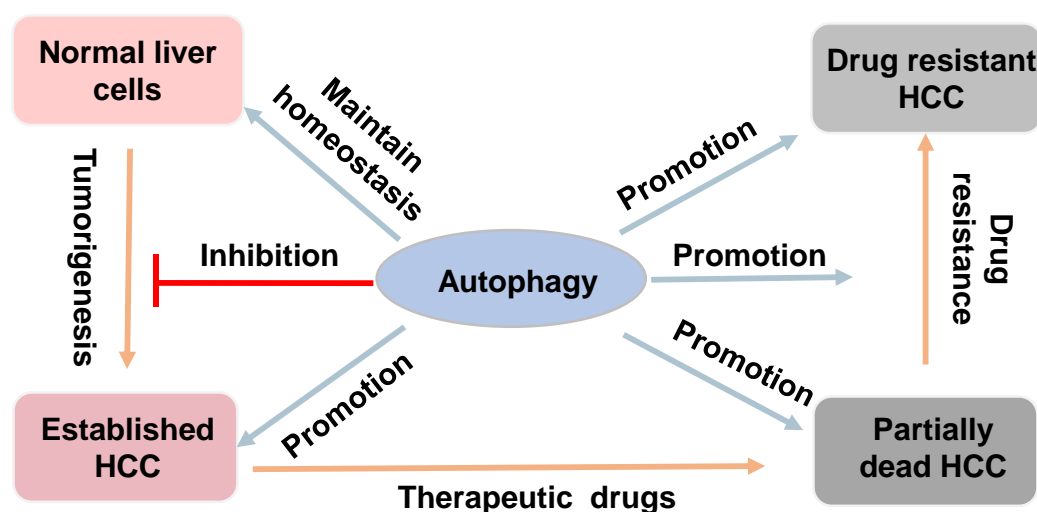 Normal liver
cells
Drug resistant
HCC
Maintain
homeostasis
Promotion
Tumorigenesis
Inhibition
Autophagy
Promotion
Drug
resistance
Promotion
Promotion
Established
HCC
Partially
dead HCC
Therapeutic drugs